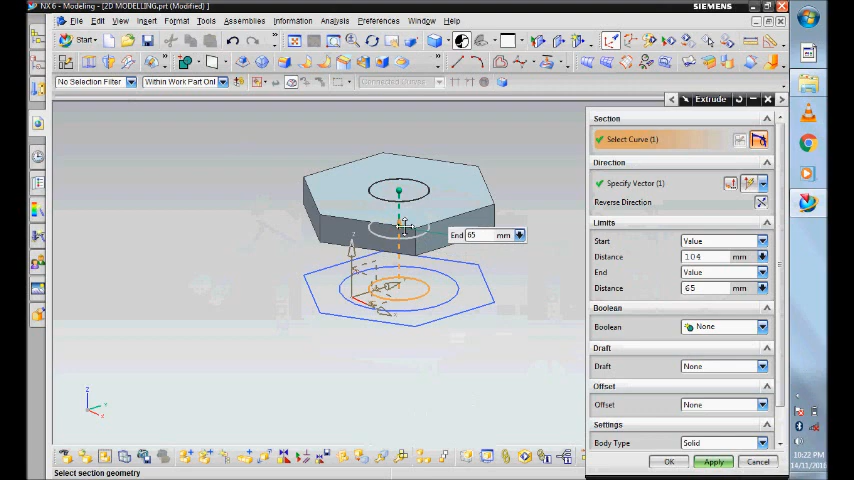 NX 6 - Modeling - [2D MODELLING.prt (Modified) ]
SIEMENS
File Edit View Insert Format Tools Assemblies Information Analysis Preferences Window Help
Start
No Selection Filter
Within Work Part Only
Connected Curves
Extrude
Section
Select Curve (1)
Direction
Specify Vector (1)
Reverse Direction
Limits
Start Value
Distance 104 mm
End Value
Distance 65 mm
Boolean
Boolean None
Draft
Draft None
Offset
Offset None
Settings
Body Type Solid
OK Apply Cancel
End 65 mm
Z
Z
X
Select section geometry
10:22 PM